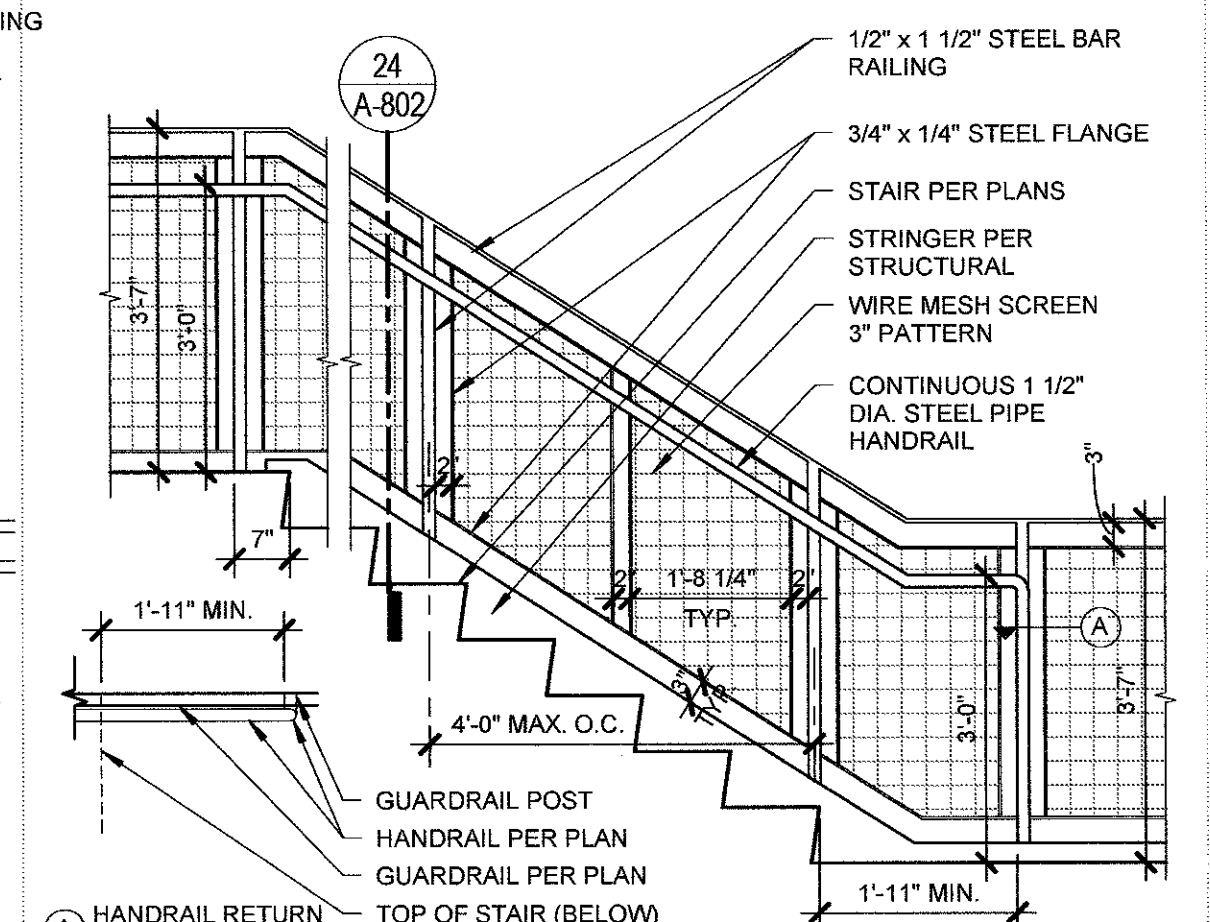 ING
24
A-802
1/2" x 1 1/2" STEEL BAR
RAILING
3/4" x 1/4" STEEL FLANGE
STAIR PER PLANS
STRINGER PER
STRUCTURAL
WIRE MESH SCREEN
3" PATTERN
CONTINUOUS 1 1/2"
DIA. STEEL PIPE
HANDRAIL
3'-7"
3'-0"
3"
2"
7"
2"
1'-8 1/4"
2"
TYP.
A
1'-11" MIN.
3"
TYP.
4'-0" MAX. O.C.
3'-0"
3'-7"
GUARDRAIL POST
HANDRAIL PER PLAN
GUARDRAIL PER PLAN
TOP OF STAIR (BELOW)
HANDRAIL RETURN
1'-11" MIN.